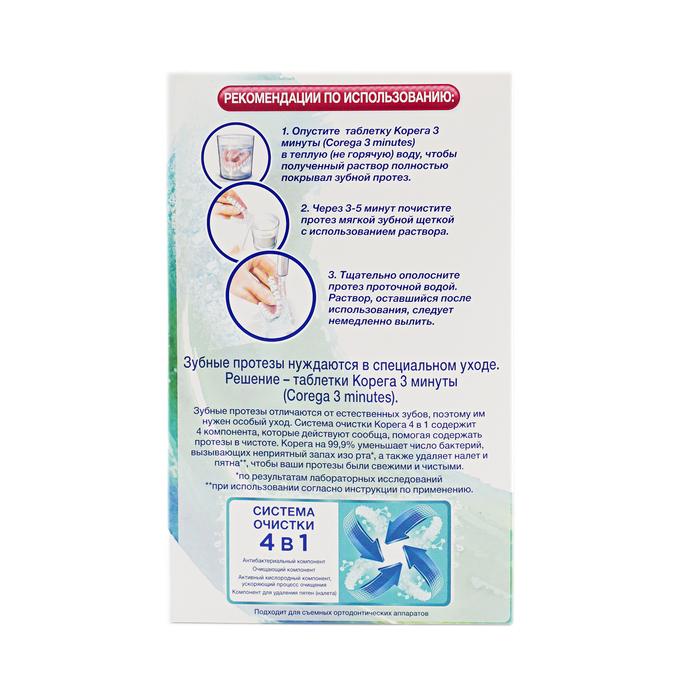 РЕКОМЕНДАЦИИ ПО ИСПОЛЬЗОВАНИЮ:
1. Опустите таблетку Корега 3
минуты (Corega 3 minutes)
в теплую (не горячую) воду, чтобы
полученный раствор полностью
покрывал зубной протез.
2. Через 3-5 минут почистите
протез мягкой зубной щеткой
с использованием раствора.
3. Тщательно ополосните
протез проточной водой.
Раствор, оставшийся после
использования, следует
немедленно вылить.
Зубные протезы нуждаются в специальном уходе.
Решение – таблетки Корега 3 минуты
(Corega 3 minutes).
Зубные протезы отличаются от естественных зубов, поэтому им
нужен особый уход. Система очистки Корега 4 в 1 содержит
4 компонента, которые действуют сообща, помогая содержать
протезы в чистоте. Корега на 99,9% уменьшает число бактерий,
вызывающих неприятный запах изо рта*, а также удаляет налет и
пятна**, чтобы ваши протезы были свежими и чистыми.
*по результатам лабораторных исследований
**при использовании согласно инструкции по применению.
СИСТЕМА
ОЧИСТКИ
4 в 1
Антибактериальный компонент
Очищающий компонент
Активный кислородный компонент,
ускоряющий процесс очищения
Компонент для удаления пятен (налета)
Подходит для съемных ортодонтических аппаратов